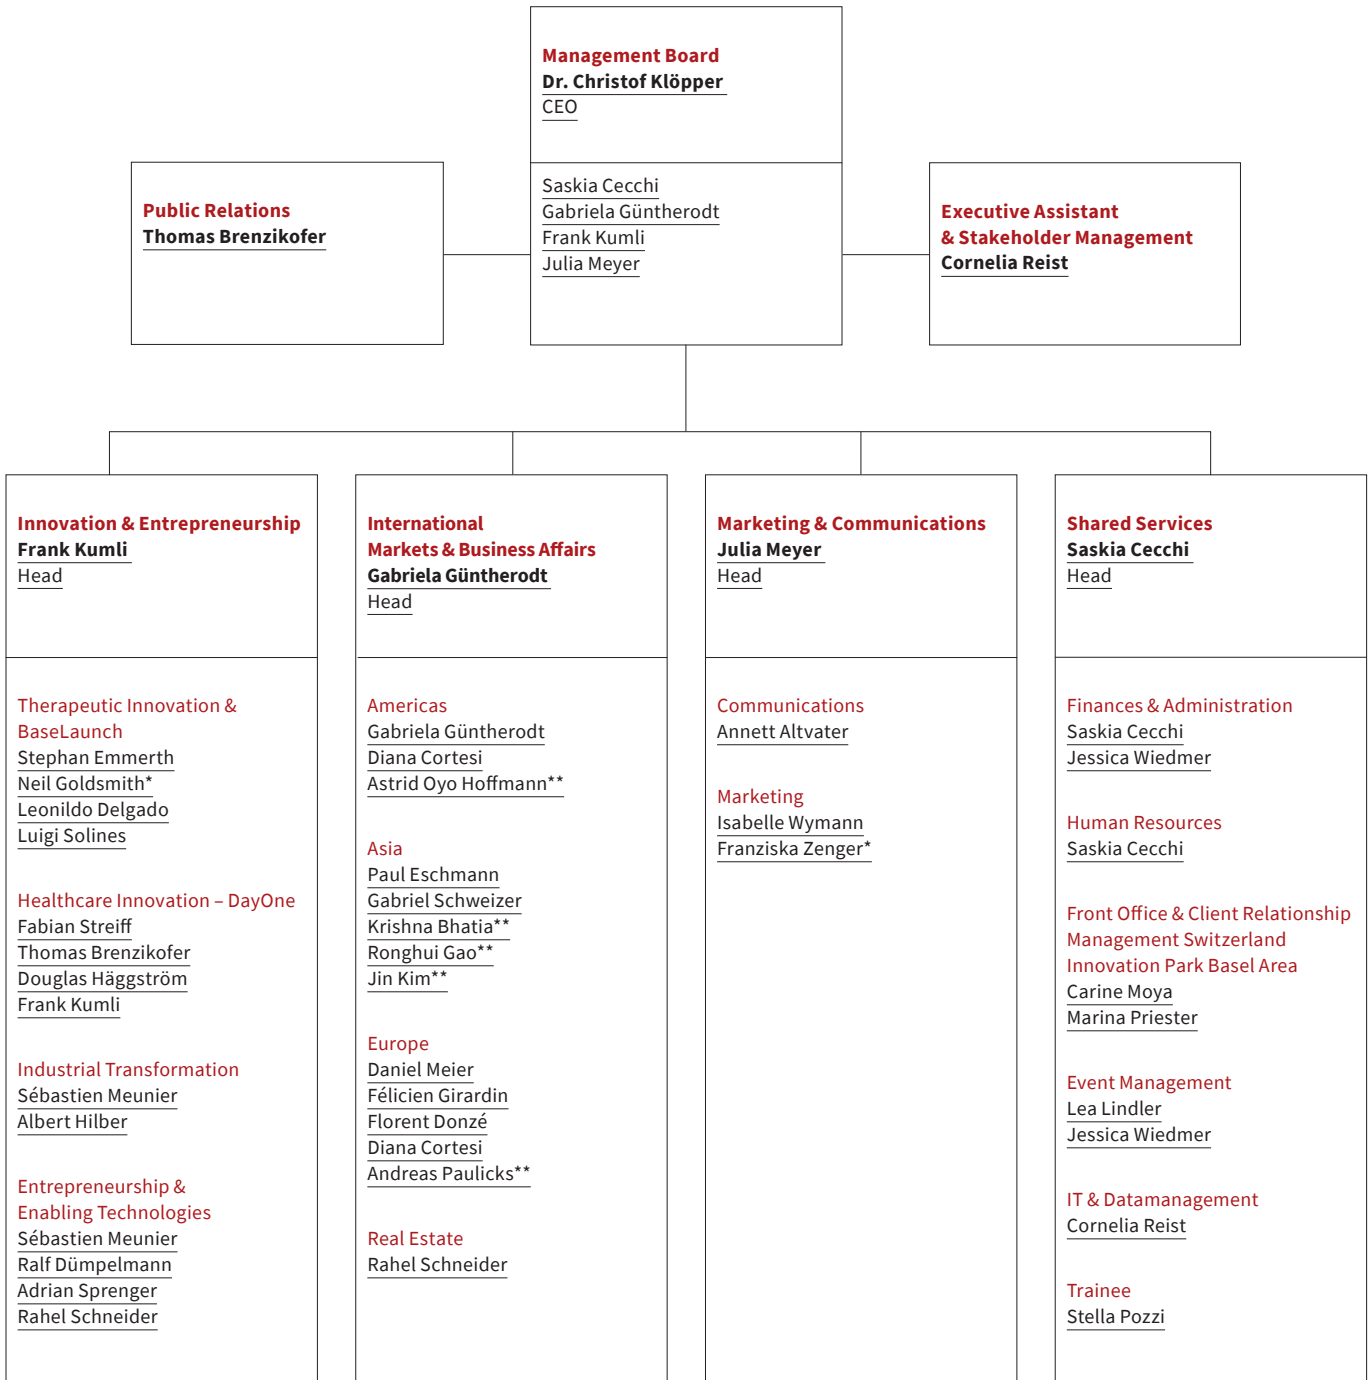 Management Board
Dr. Christof Klöpper
CEO
Saskia Cecchi
Gabriela Güntherodt
Frank Kumli
Julia Meyer
Public Relations
Thomas Brenzikofer
Executive Assistant
& Stakeholder Management
Cornelia Reist
Innovation & Entrepreneurship
Frank Kumli
Head
Therapeutic Innovation &
BaseLaunch
Stephan Emmerth
Neil Goldsmith*
Leonildo Delgado
Luigi Solines
Healthcare Innovation – DayOne
Fabian Streiff
Thomas Brenzikofer
Douglas Häggström
Frank Kumli
Industrial Transformation
Sébastien Meunier
Albert Hilber
Entrepreneurship &
Enabling Technologies
Sébastien Meunier
Ralf Dümpelmann
Adrian Sprenger
Rahel Schneider
International
Markets & Business Affairs
Gabriela Güntherodt
Head
Americas
Gabriela Güntherodt
Diana Cortesi
Astrid Oyo Hoffmann**
Asia
Paul Eschmann
Gabriel Schweizer
Krishna Bhatia**
Ronghui Gao**
Jin Kim**
Europe
Daniel Meier
Félicien Girardin
Florent Donzé
Diana Cortesi
Andreas Paulicks**
Real Estate
Rahel Schneider
Marketing & Communications
Julia Meyer
Head
Communications
Annett Altvater
Marketing
Isabelle Wymann
Franziska Zenger*
Shared Services
Saskia Cecchi
Head
Finances & Administration
Saskia Cecchi
Jessica Wiedmer
Human Resources
Saskia Cecchi
Front Office & Client Relationship
Management Switzerland
Innovation Park Basel Area
Carine Moya
Marina Priester
Event Management
Lea Lindler
Jessica Wiedmer
IT & Datamanagement
Cornelia Reist
Trainee
Stella Pozzi